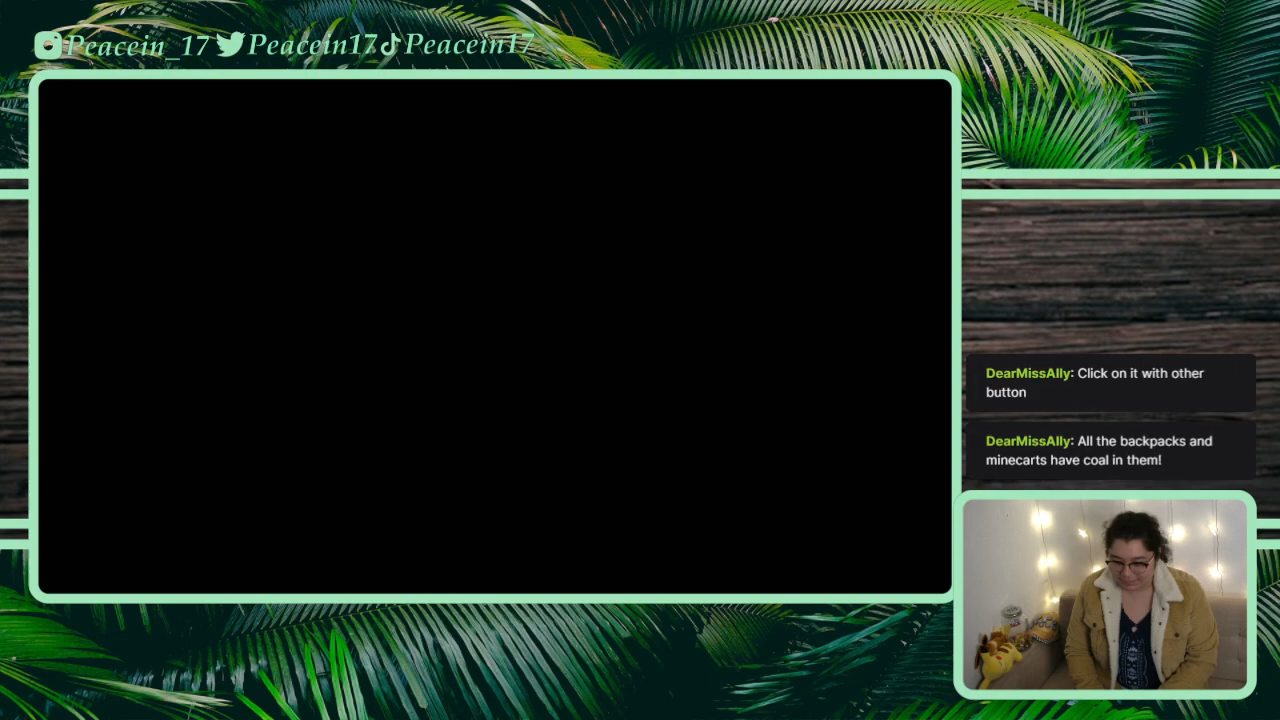 Peacein_17 Peacein17 Peacein17
DearMissAlly: Click on it with other
button
DearMissAlly: All the backpacks and
minecarts have coal in them!